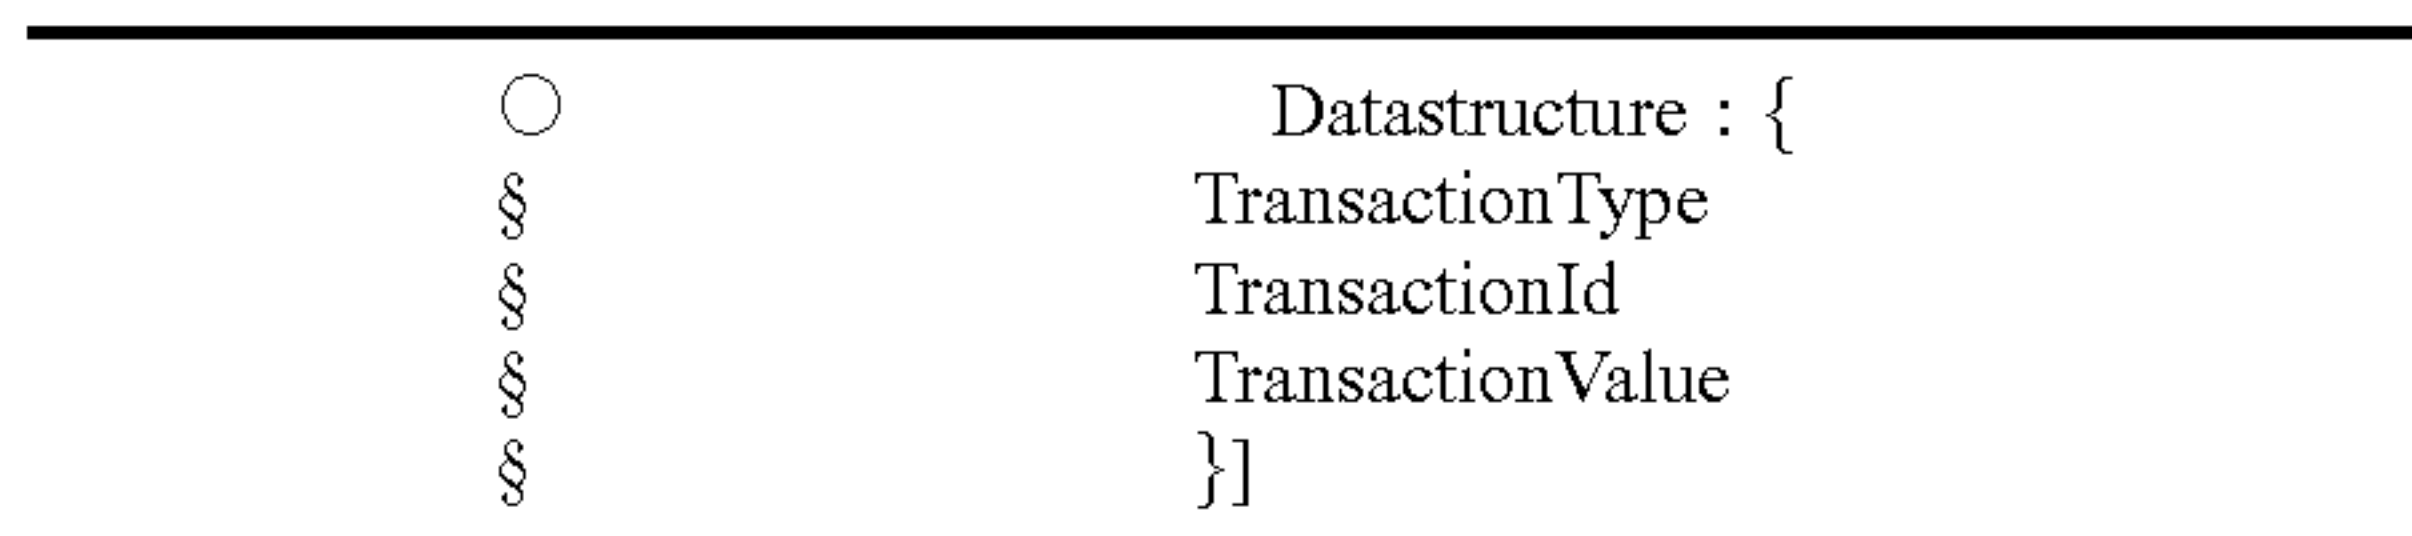 ○ Datastructure : {
§ TransactionType
§ TransactionId
§ TransactionValue
§ }]